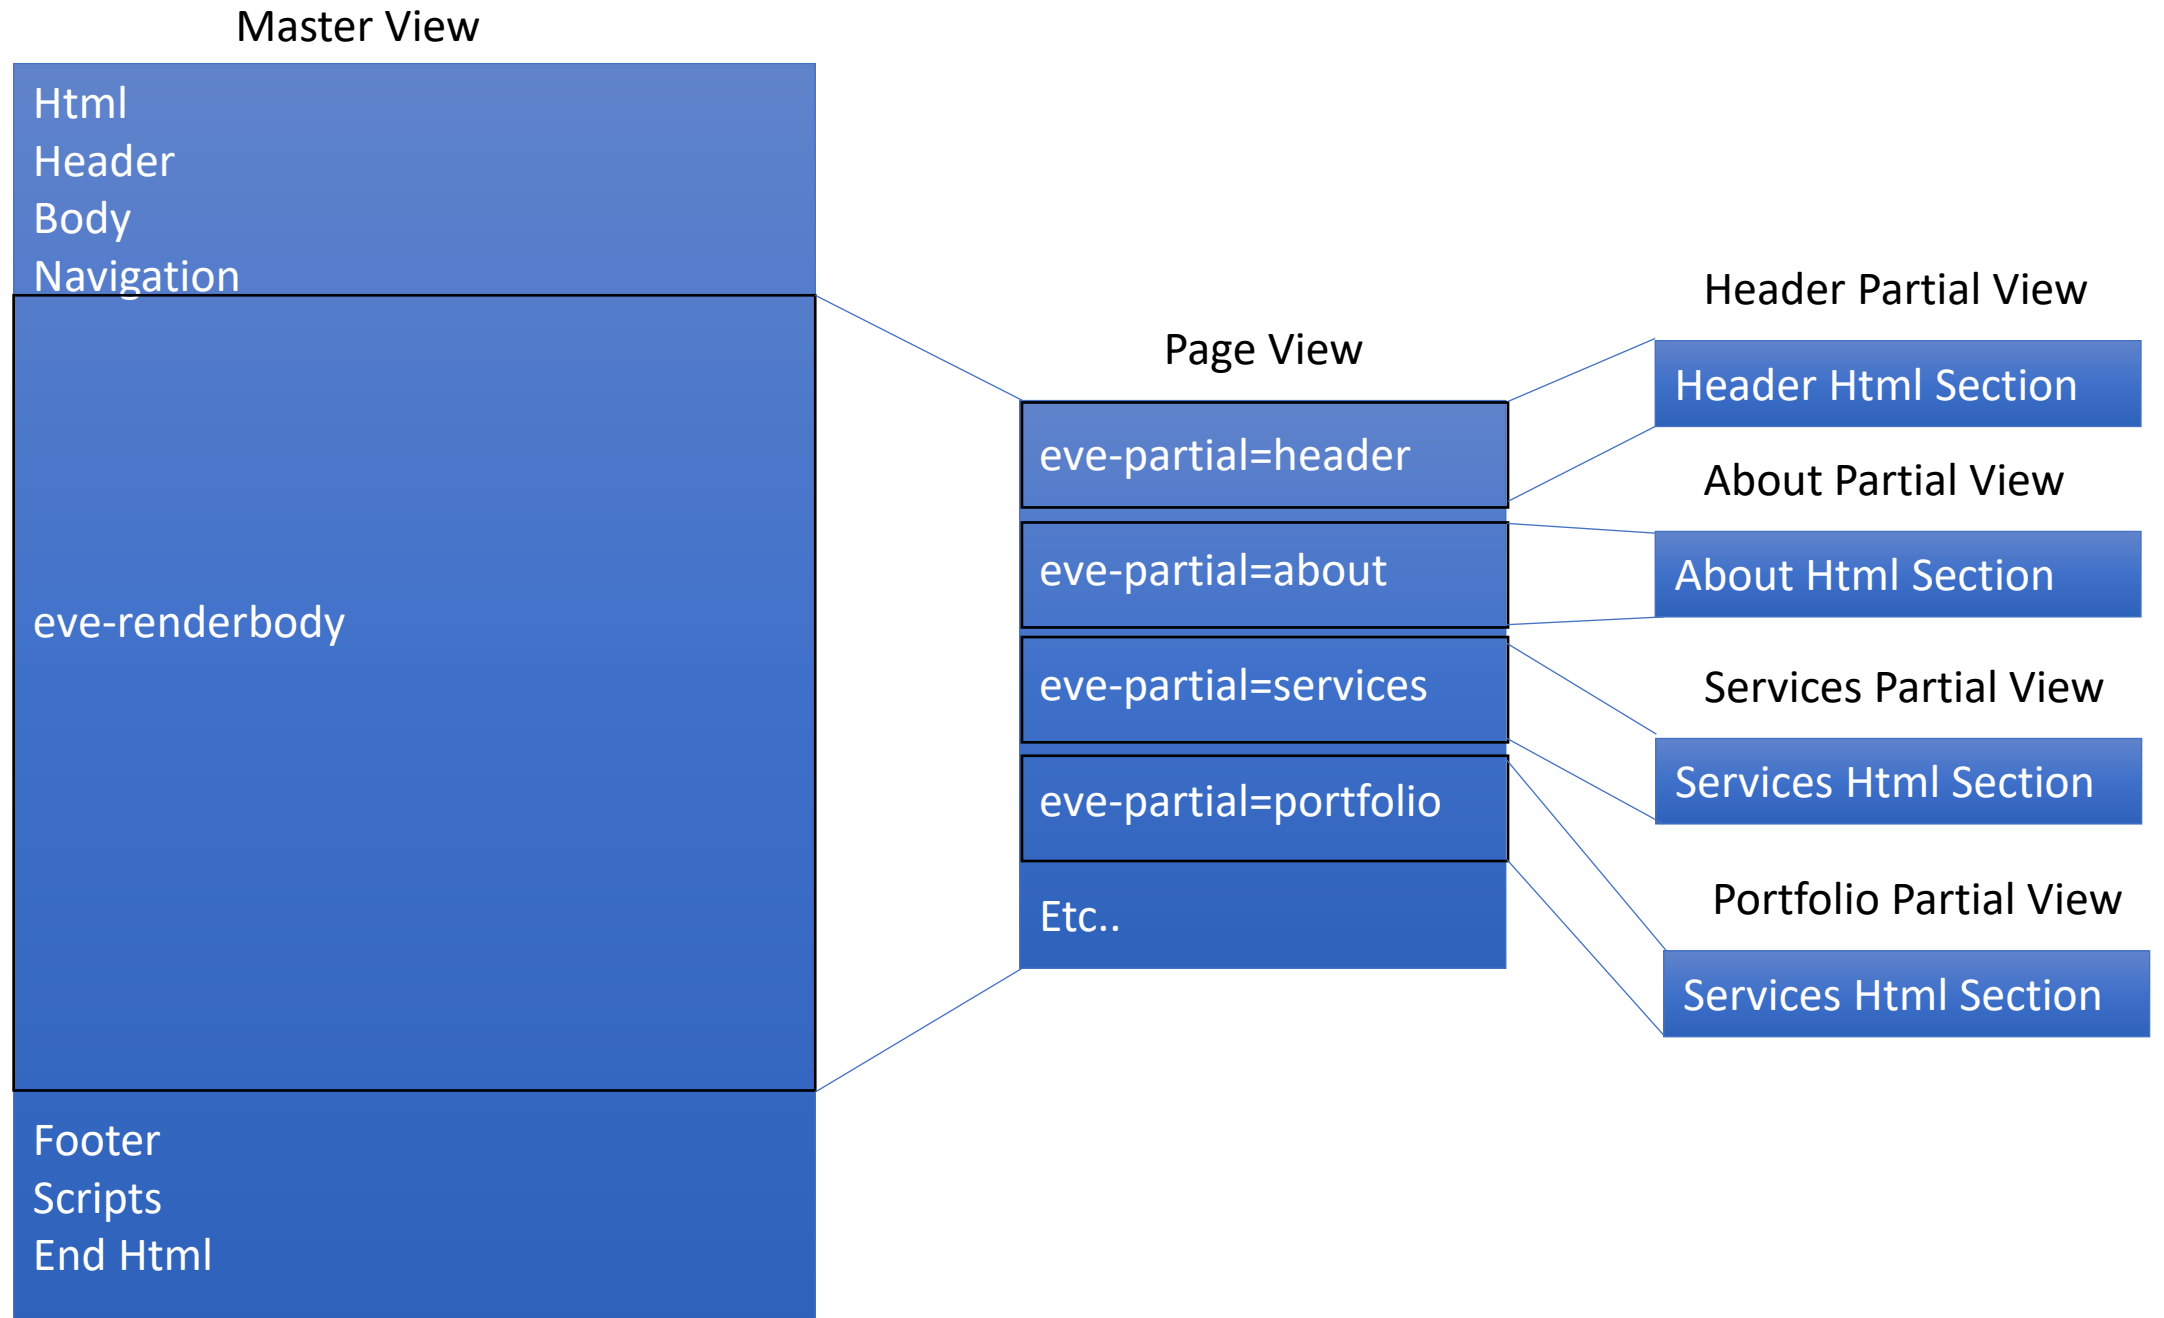 Master View
Html
Header
Body
Navigation
eve-renderbody
Footer
Scripts
End Html
Page View
eve-partial=header
eve-partial=about
eve-partial=services
eve-partial=portfolio
Etc..
Header Partial View
Header Html Section
About Partial View
About Html Section
Services Partial View
Services Html Section
Portfolio Partial View
Services Html Section